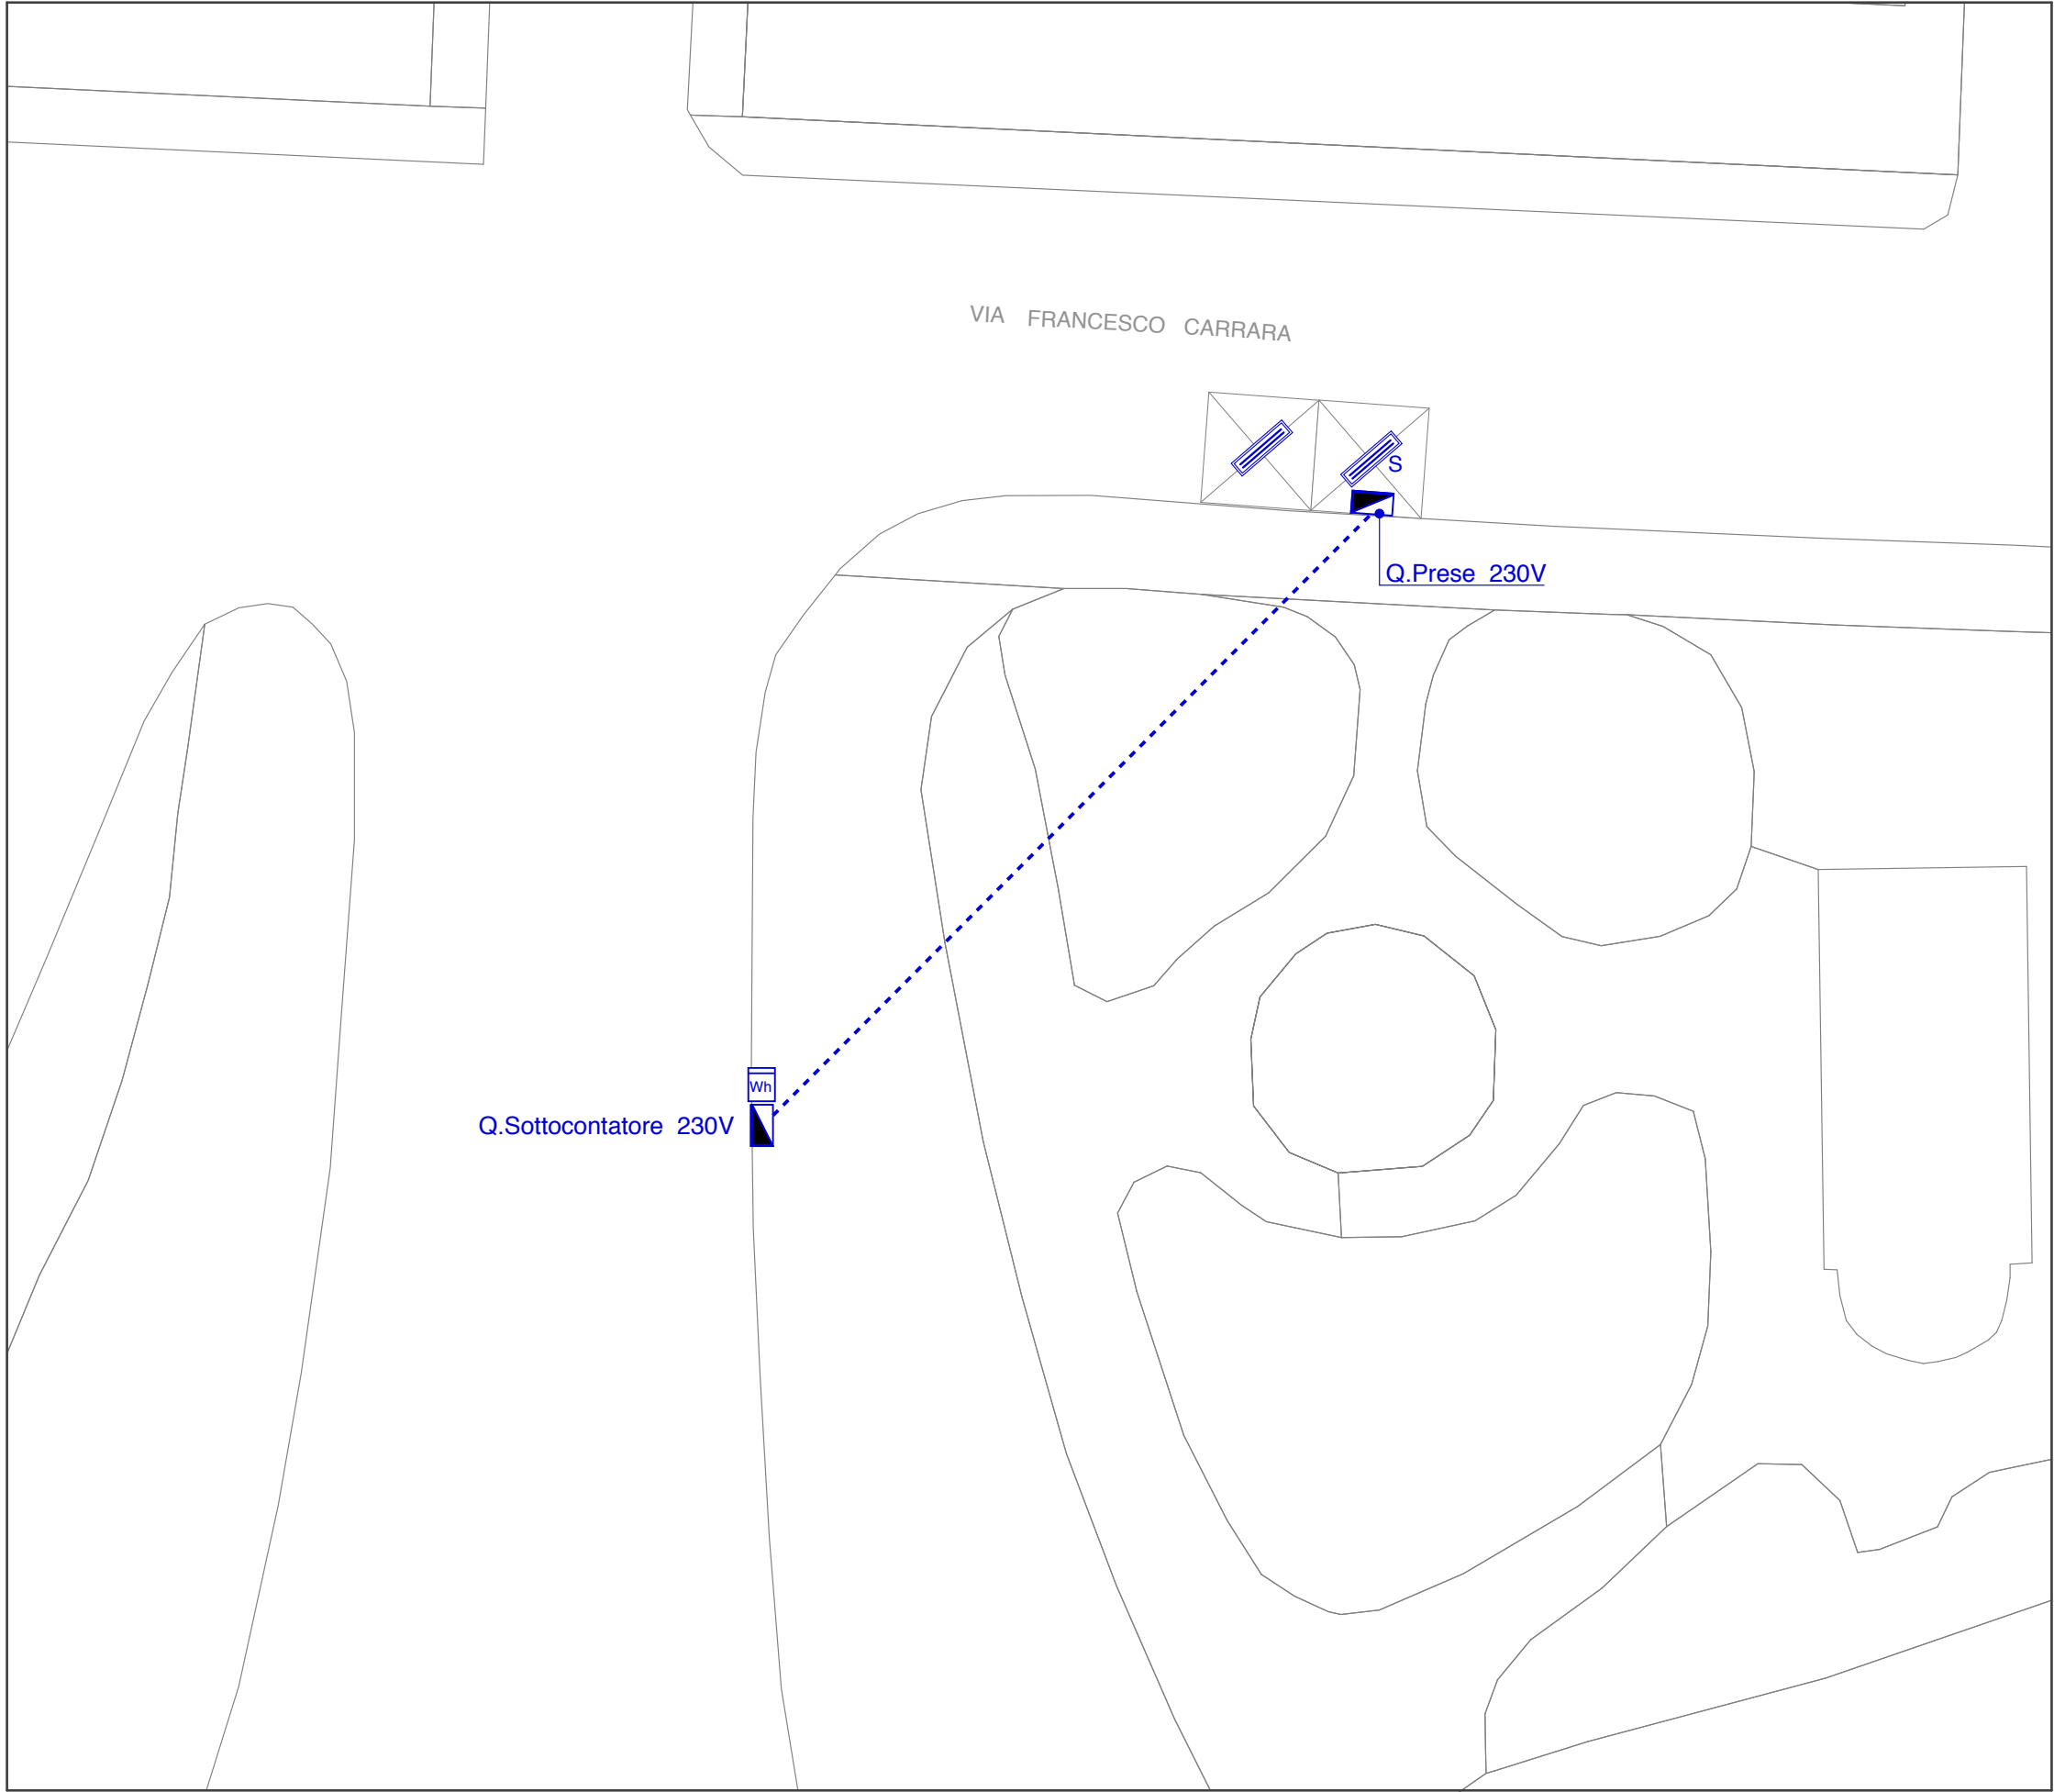 VIA FRANCESCO CARRARA
S
Q.Prese 230V
Wh
Q.Sottocontatore 230V